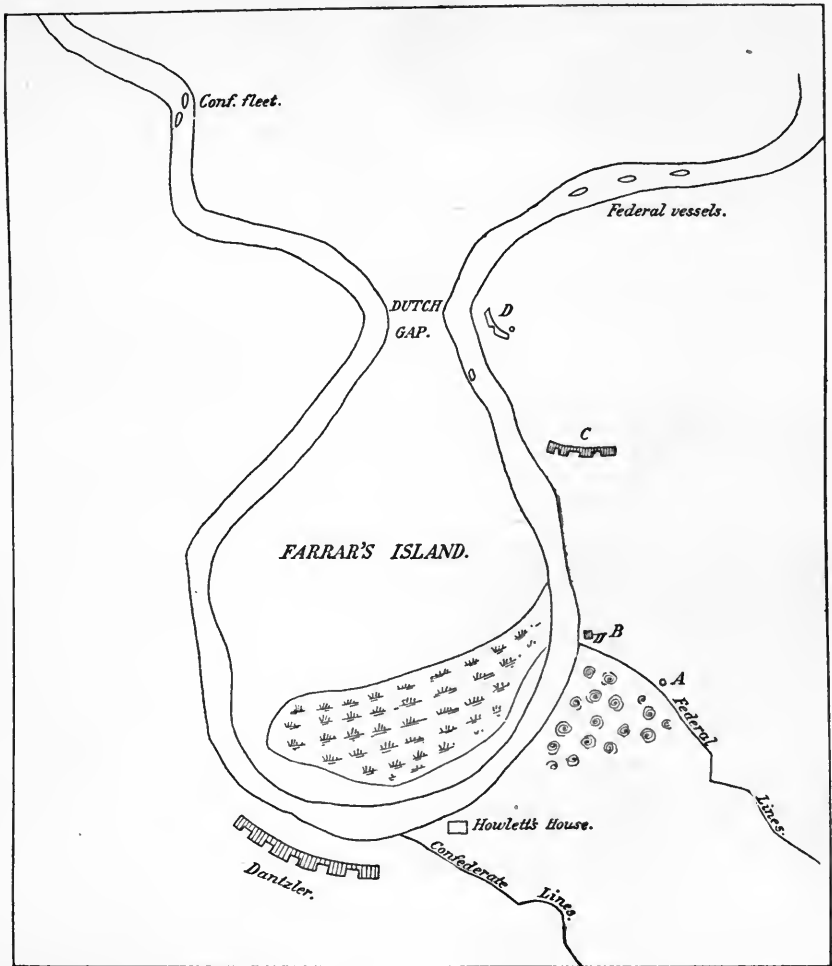 Conf. fleet.
Federal vessels.
DUTCH
GAP.
D
C
FARRAR'S ISLAND.
B
A
Federal
Lines.
Howlett's House.
Confederate
Lines.
Dantzler.